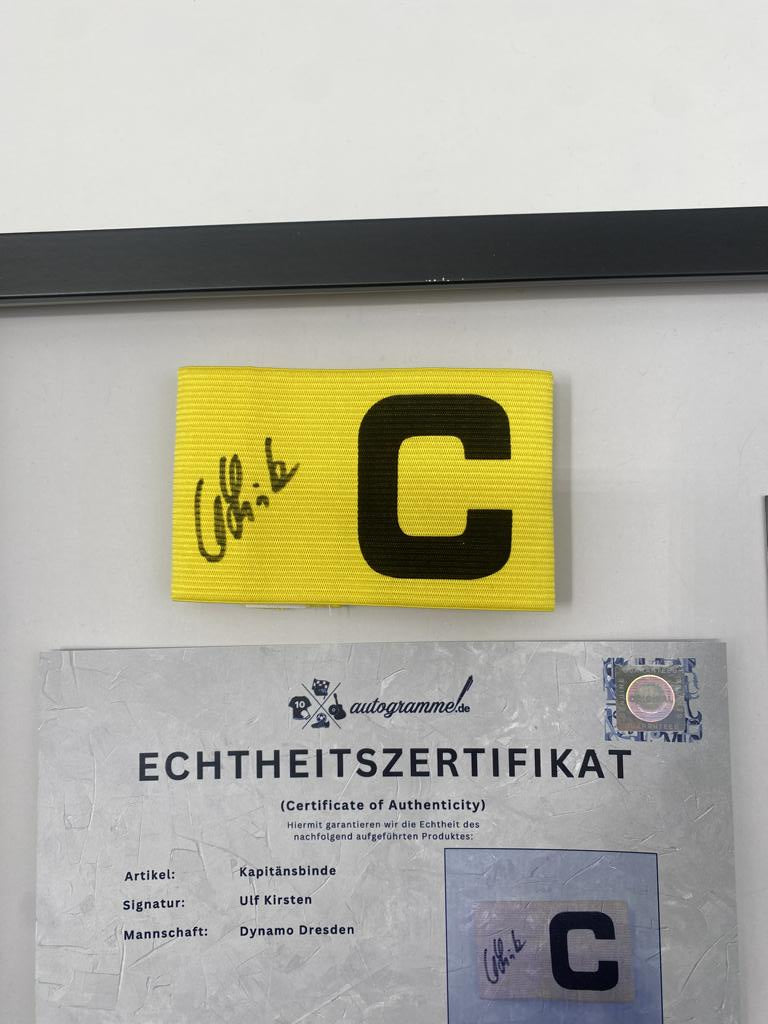 C
10
autogramme.de
ECHTHEITSZERTIFIKAT
(Certificate of Authenticity)
Hiermit garantieren wir die Echtheit des
nachfolgend aufgeführten Produktes:
Artikel: Kapitänsbinde
Signatur: Ulf Kirsten
Mannschaft: Dynamo Dresden
C